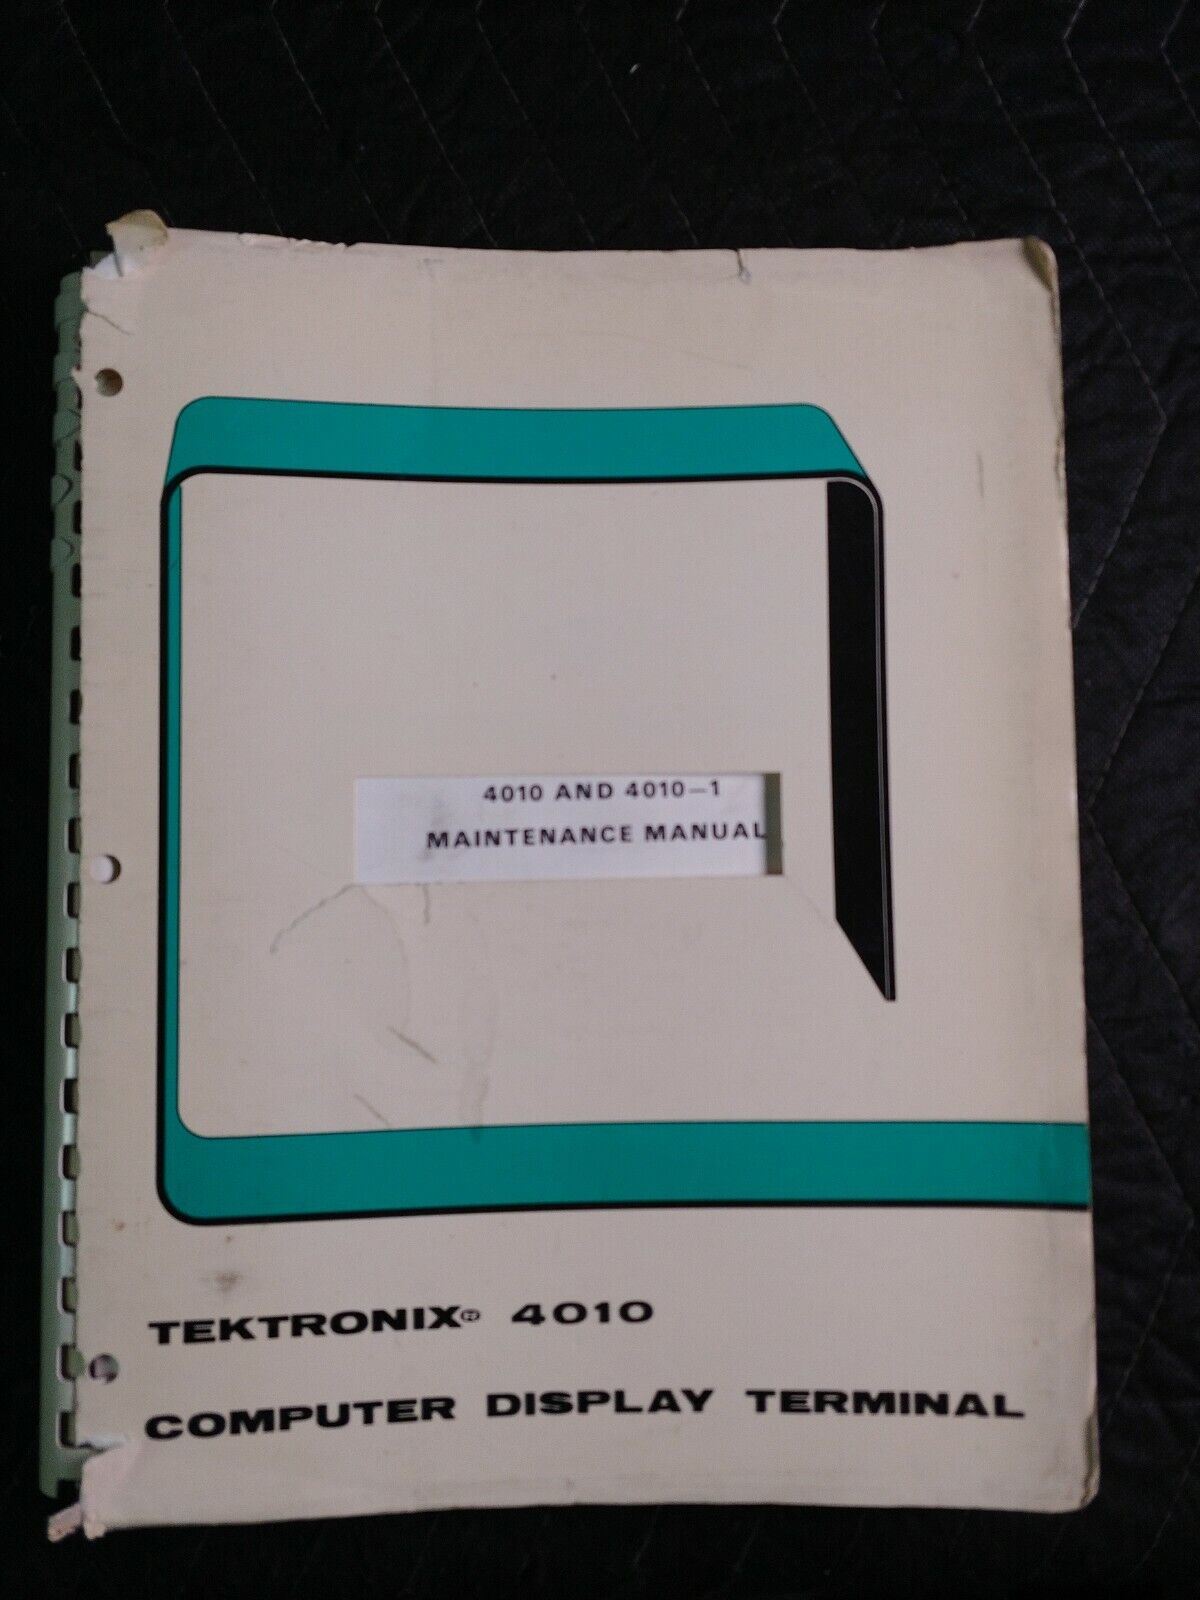 4010 AND 4010-1
MAINTENANCE MANUAL
TEKTRONIX® 4010
COMPUTER DISPLAY TERMINAL